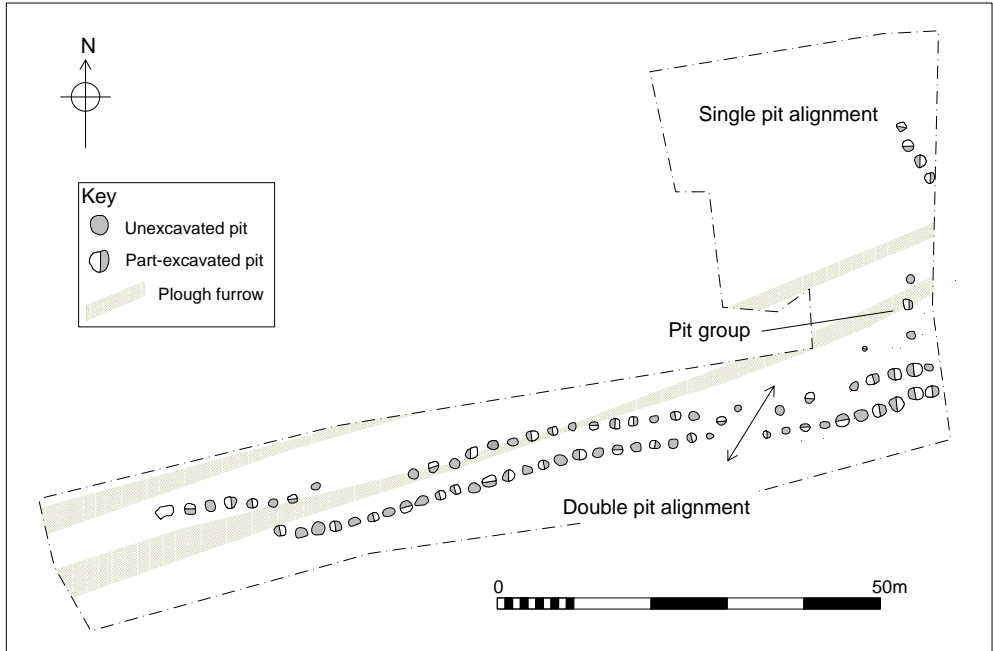 N
Single pit alignment
Key
Unexcavated pit
Part-excavated pit
Plough furrow
Pit group
Double pit alignment
0
50m